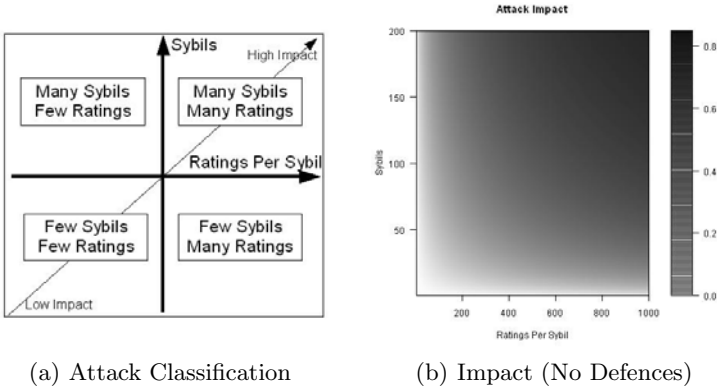 Sybils
High Impact
Many Sybils
Few Ratings
Many Sybils
Many Ratings
Ratings Per Sybil
Few Sybils
Few Ratings
Few Sybils
Many Ratings
Low Impact
(a) Attack Classification
Attack Impact
200
150
100
50
Sybils
200
400
600
800
1000
Ratings Per Sybil
0.8
0.6
0.4
0.2
0.0
(b) Impact (No Defences)